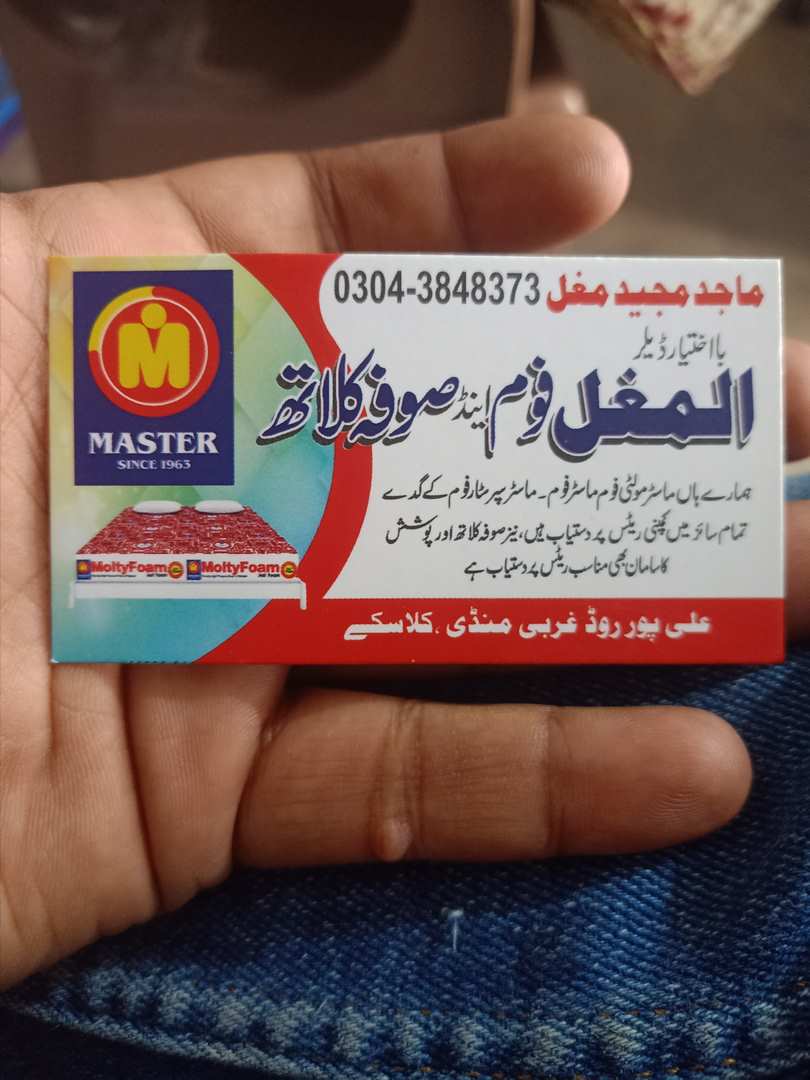 ماجد مجید مغل 0304-3848373
بااختیار ڈیلر
المغل فوم اینڈ صوفہ کلاتھ
ہمارے ہاں ماسٹر مولٹی فوم ماسٹر فوم۔ ماسٹر سپر سٹار فوم کے گدے
تمام سائز میں کمپنی ریٹس پر دستیاب ہیں، نیز صوفہ کلاتھ اور پوشش
کا سامان بھی مناسب ریٹس پر دستیاب ہے
علی پور روڈ غربی منڈی، کلاسکے
M
MASTER
SINCE 1963
MoltyFoam MoltyFoam